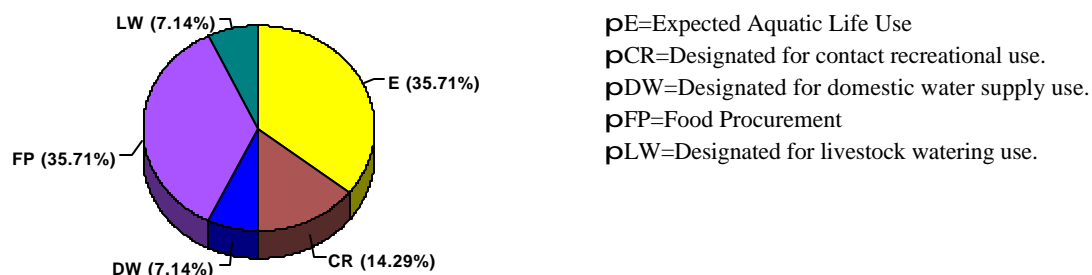 LW (7.14%)
E (35.71%)
FP (35.71%)
DW (7.14%)
CR (14.29%)
pE=Expected Aquatic Life Use
pCR=Designated for contact recreational use.
pDW=Designated for domestic water supply use.
pFP=Food Procurement
pLW=Designated for livestock watering use.